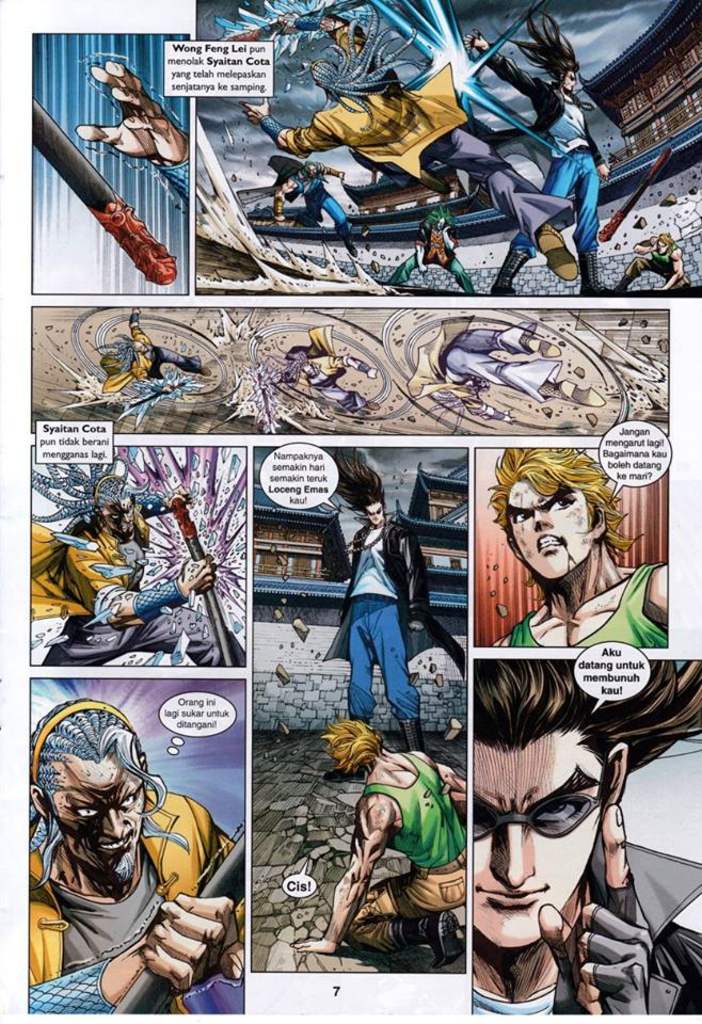 Wong Feng Lei pun
menolak Syaitan Cota
yang telah melepaskan
senjatanya ke samping.
Syaitan Cota
pun tidak berani
mengganas lagi.
Nampaknya
semakin hari
semakin teruk
Loceng Emas
kau!
Jangan
mengarut lagi!
Bagaimana kau
boleh datang
ke mari?
Orang ini
lagi sukar untuk
ditangani!
Cis!
Aku
datang untuk
membunuh
kau!
7